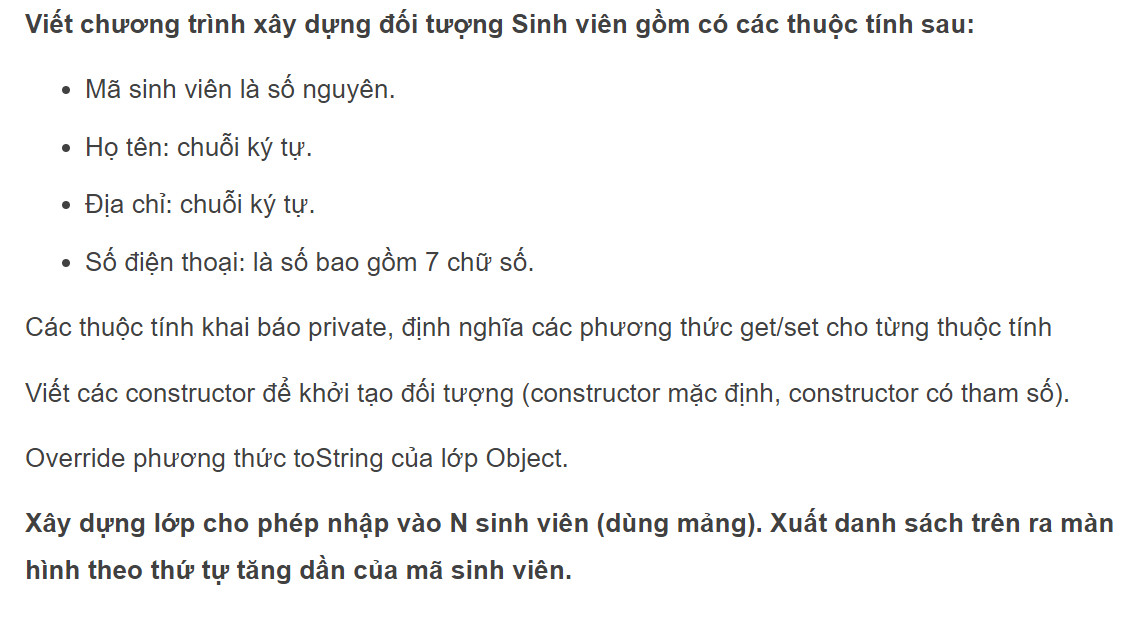 Viết chương trình xây dựng đối tượng Sinh viên gồm có các thuộc tính sau:
• Mã sinh viên là số nguyên.
• Họ tên: chuỗi ký tự.
• Địa chỉ: chuỗi ký tự.
• Số điện thoại: là số bao gồm 7 chữ số.
Các thuộc tính khai báo private, định nghĩa các phương thức get/set cho từng thuộc tính
Viết các constructor để khởi tạo đối tượng (constructor mặc định, constructor có tham số).
Override phương thức toString của lớp Object.
Xây dựng lớp cho phép nhập vào N sinh viên (dùng mảng). Xuất danh sách trên ra màn
hình theo thứ tự tăng dần của mã sinh viên.